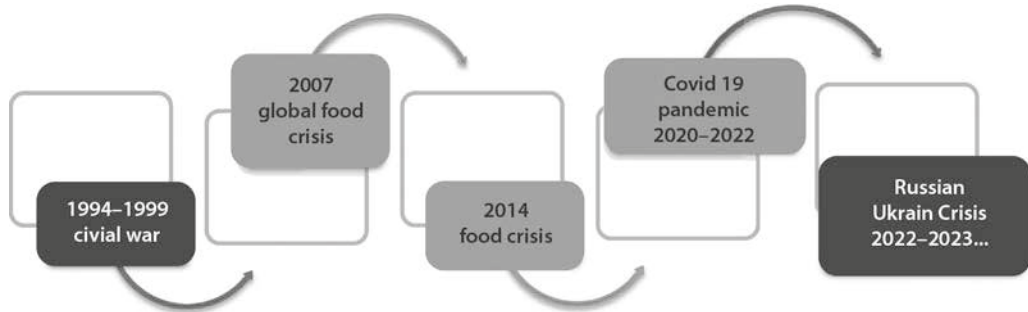 1994–1999
civial war
2007
global food
crisis
2014
food crisis
Covid 19
pandemic
2020–2022
Russian
Ukrain Crisis
2022–2023...